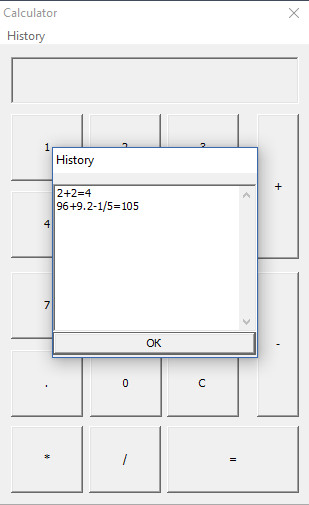 Calculator
History
1 2 3 +
History
2+2=4
96+9.2-1/5=105
4
7
OK
-
. 0 C
* / =